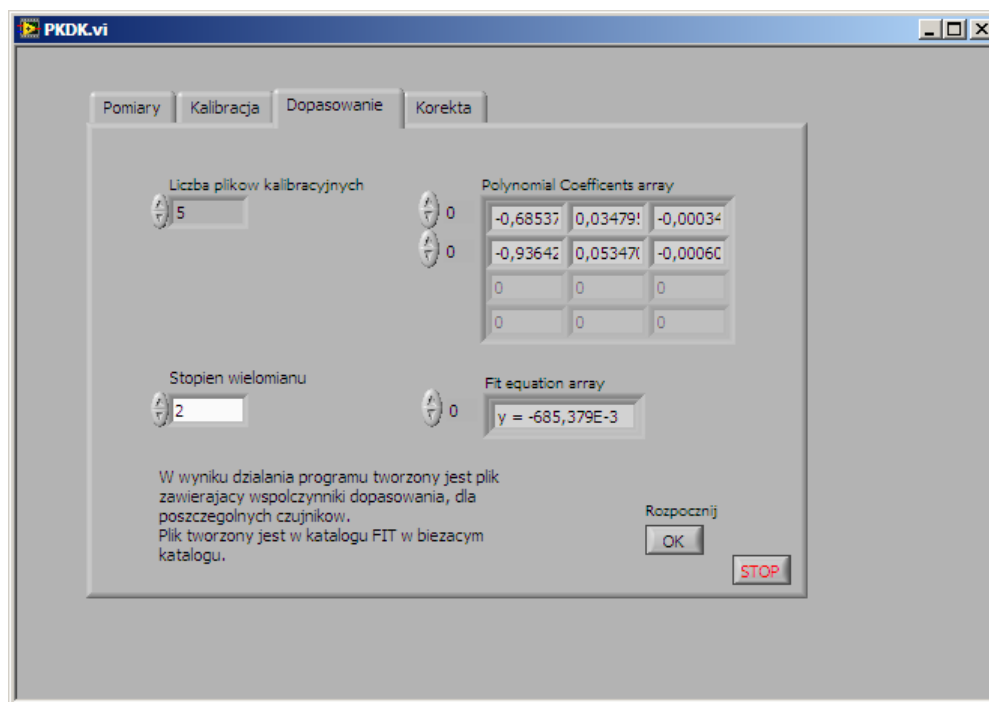 PKDK.vi
Pomiary Kalibracja Dopasowanie Korekta
Liczba plikow kalibracyjnych
5
Polynomial Coefficents array
0
0
-0,68537 0,03479! -0,00034
-0,93642 0,05347( -0,0006C
0 0 0
0 0 0
Stopien wielomianu
2
Fit equation array
0
y = -685,379E-3
W wyniku dzialania programu tworzony jest plik
zawierajacy wspolczynniki dopasowania, dla
poszczegolnych czujnikow.
Plik tworzony jest w katalogu FIT w biezacym
katalogu.
Rozpocznij
OK
STOP